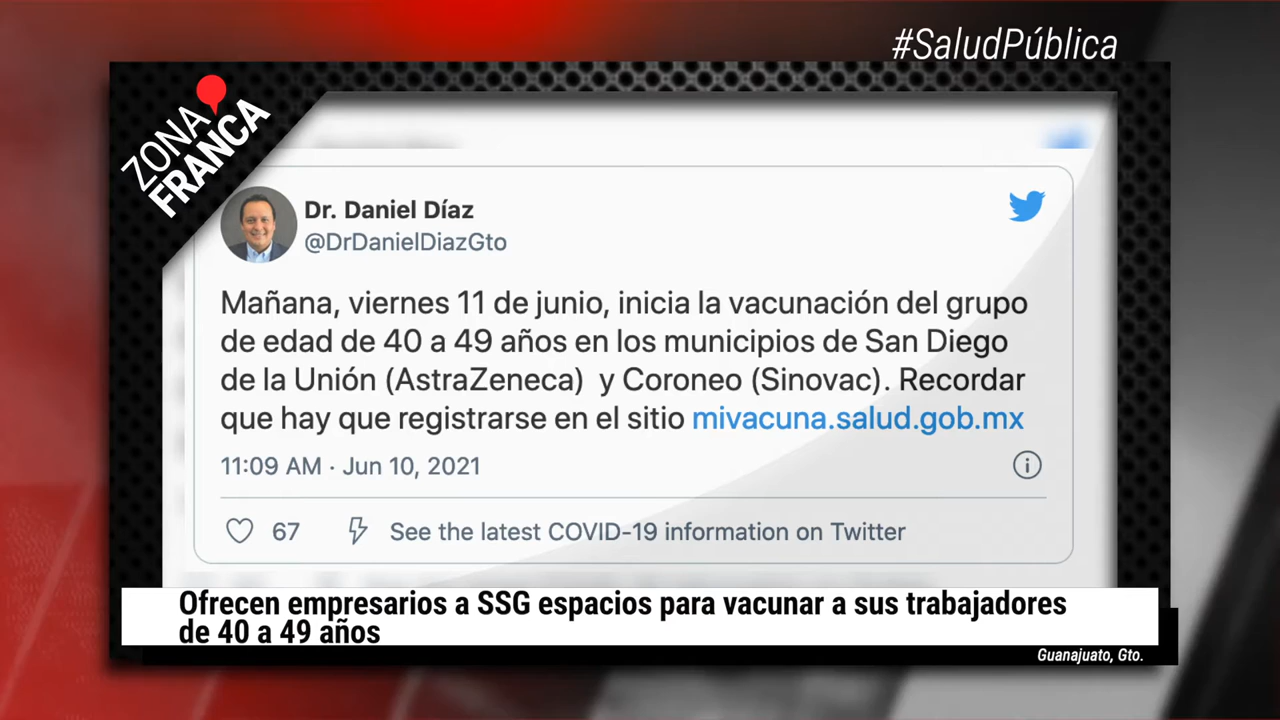 #SaludPública
ZONA
FRANCA
Dr. Daniel Díaz
@DrDanielDiazGto
Mañana, viernes 11 de junio, inicia la vacunación del grupo
de edad de 40 a 49 años en los municipios de San Diego
de la Unión (AstraZeneca) y Coroneo (Sinovac). Recordar
que hay que registrarse en el sitio mivacuna.salud.gob.mx
11:09 AM · Jun 10, 2021
67 See the latest COVID-19 information on Twitter
Ofrecen empresarios a SSG espacios para vacunar a sus trabajadores
de 40 a 49 años
Guanajuato, Gto.